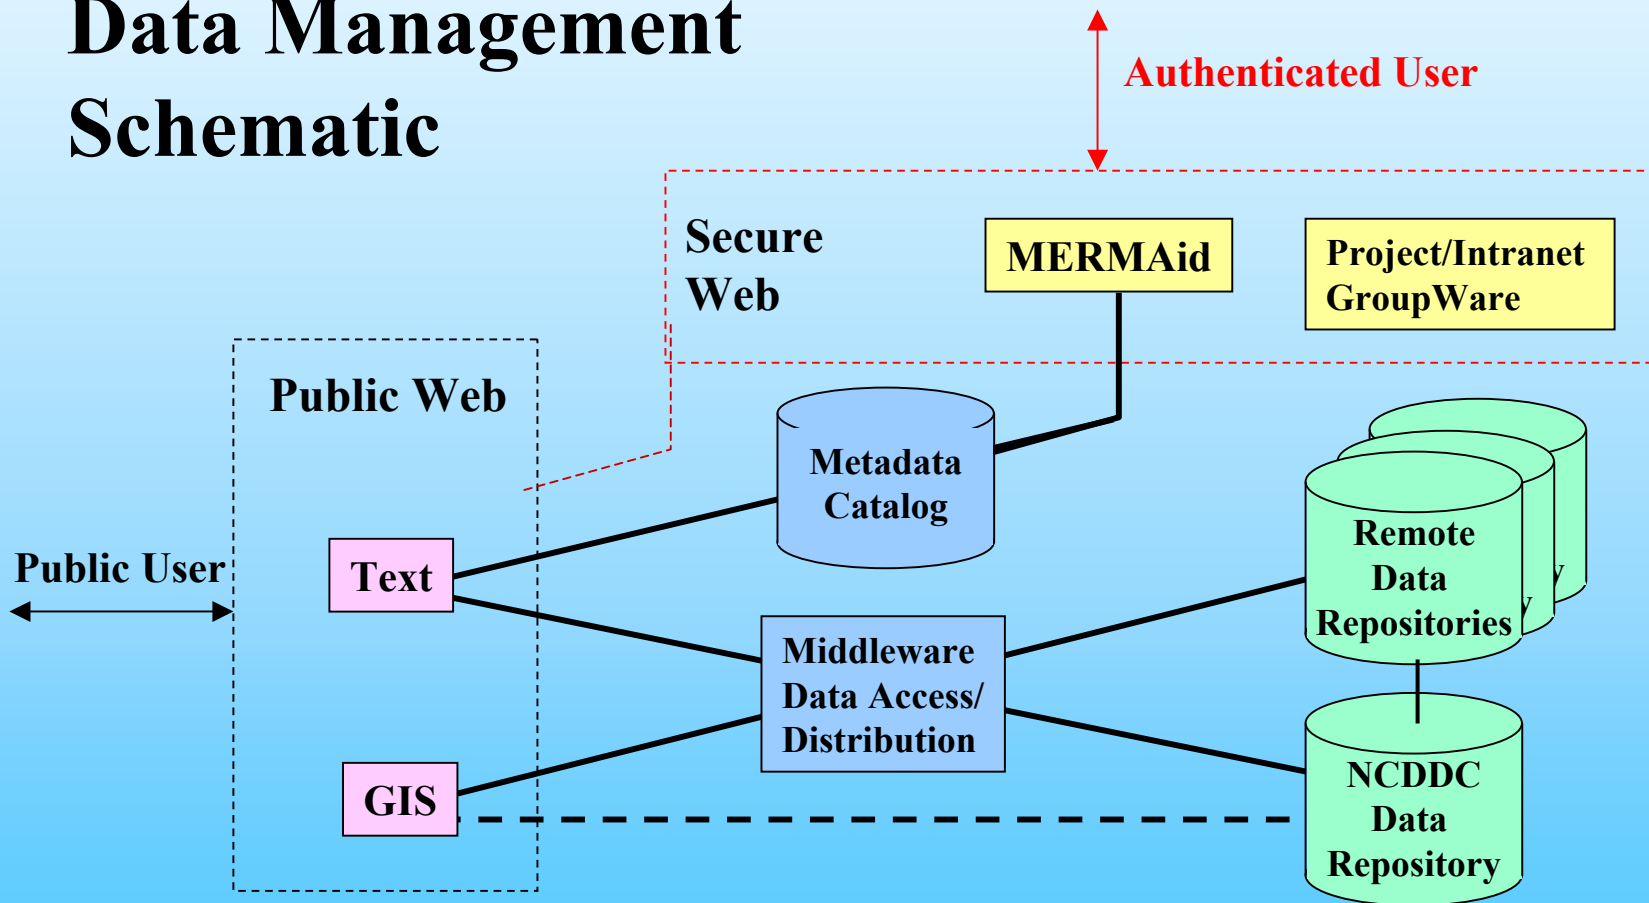 Data Management
Schematic
Authenticated User
Secure
Web
MERMAid
Project/Intranet
GroupWare
Public Web
Metadata
Catalog
Public User
Text
Remote
Data
Repositories
y
y
Middleware
Data Access/
Distribution
GIS
NCDDC
Data
Repository